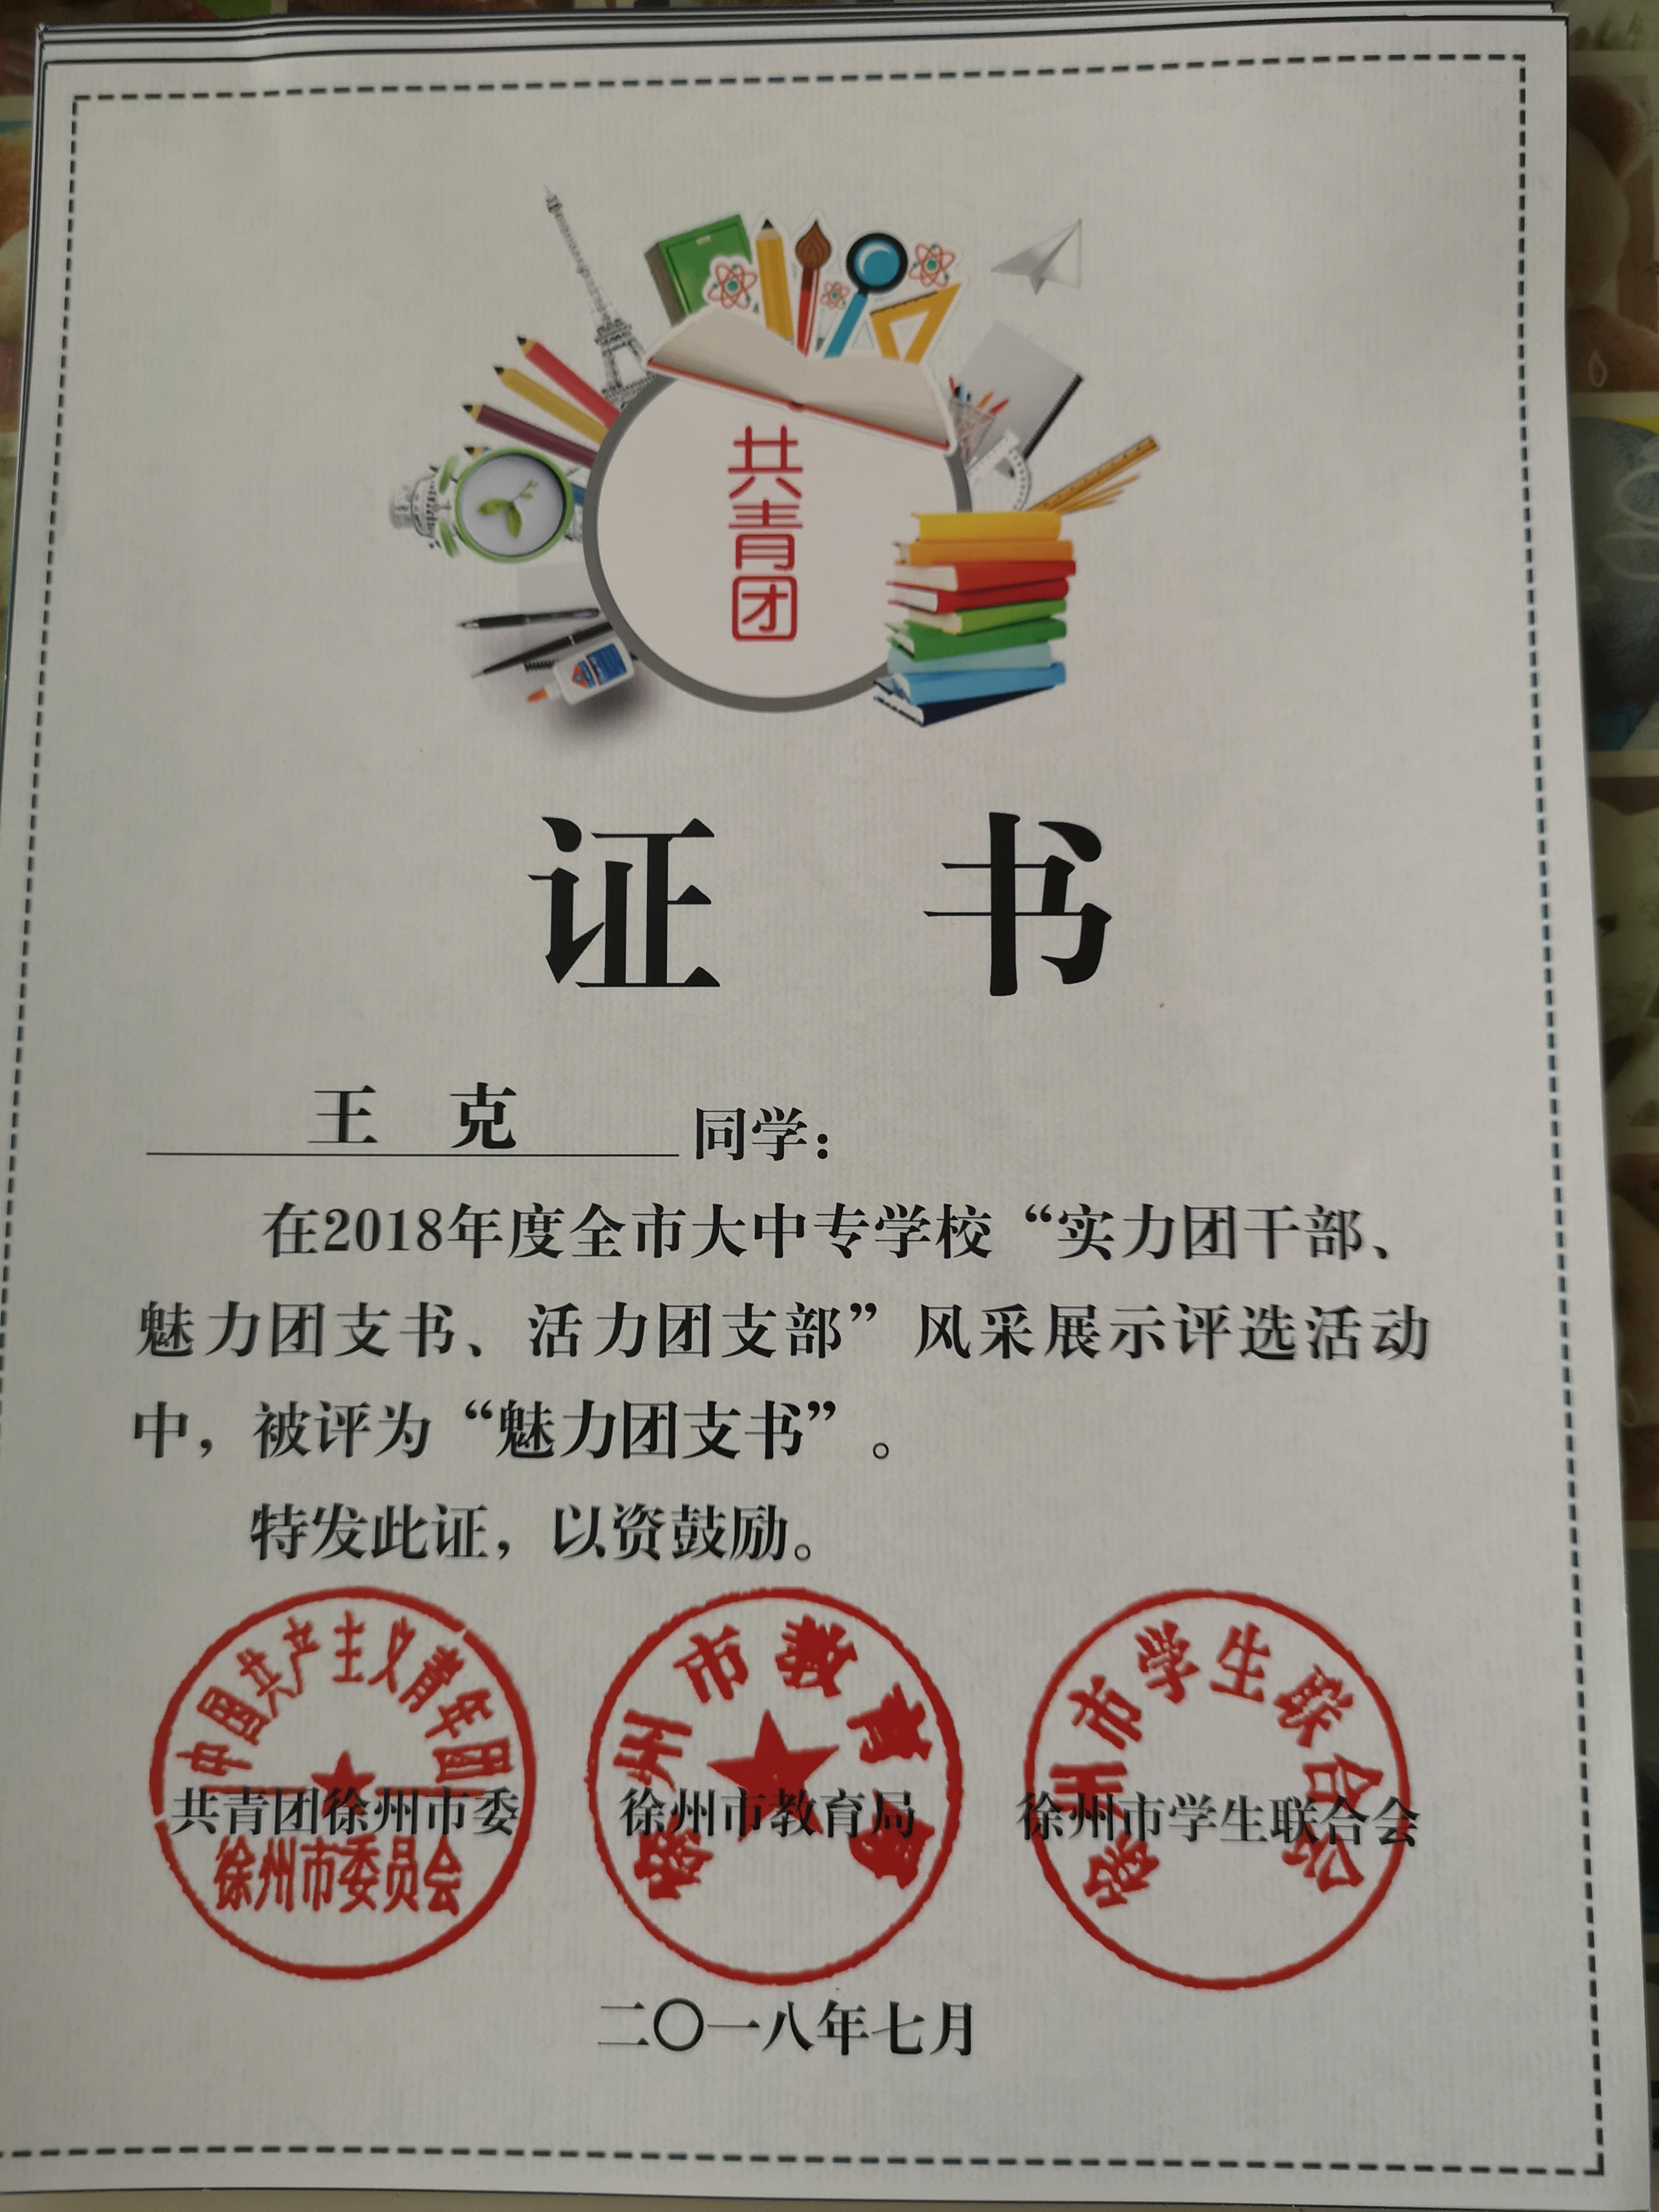 共
青
团
证 书
王 克 同学：
在2018年度全市大中专学校“实力团干部、
魅力团支书、活力团支部”风采展示评选活动
中，被评为“魅力团支书”。
特发此证，以资鼓励。
中国共产主义青年团
徐州市委员会
共青团徐州市委
徐州市教育局
徐州市教育局
徐州市学生联合会
徐州市学生联合会
二〇一八年七月